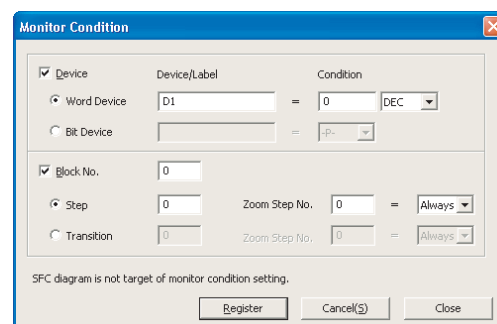 Monitor Condition
Device Device/Label Condition
Word Device D1 = 0 DEC
Bit Device = -P-
Block No. 0
Step 0 Zoom Step No. 0 = Always
Transition 0 Zoom Step No. 0 = Always
SFC diagram is not target of monitor condition setting.
Register Cancel(S) Close